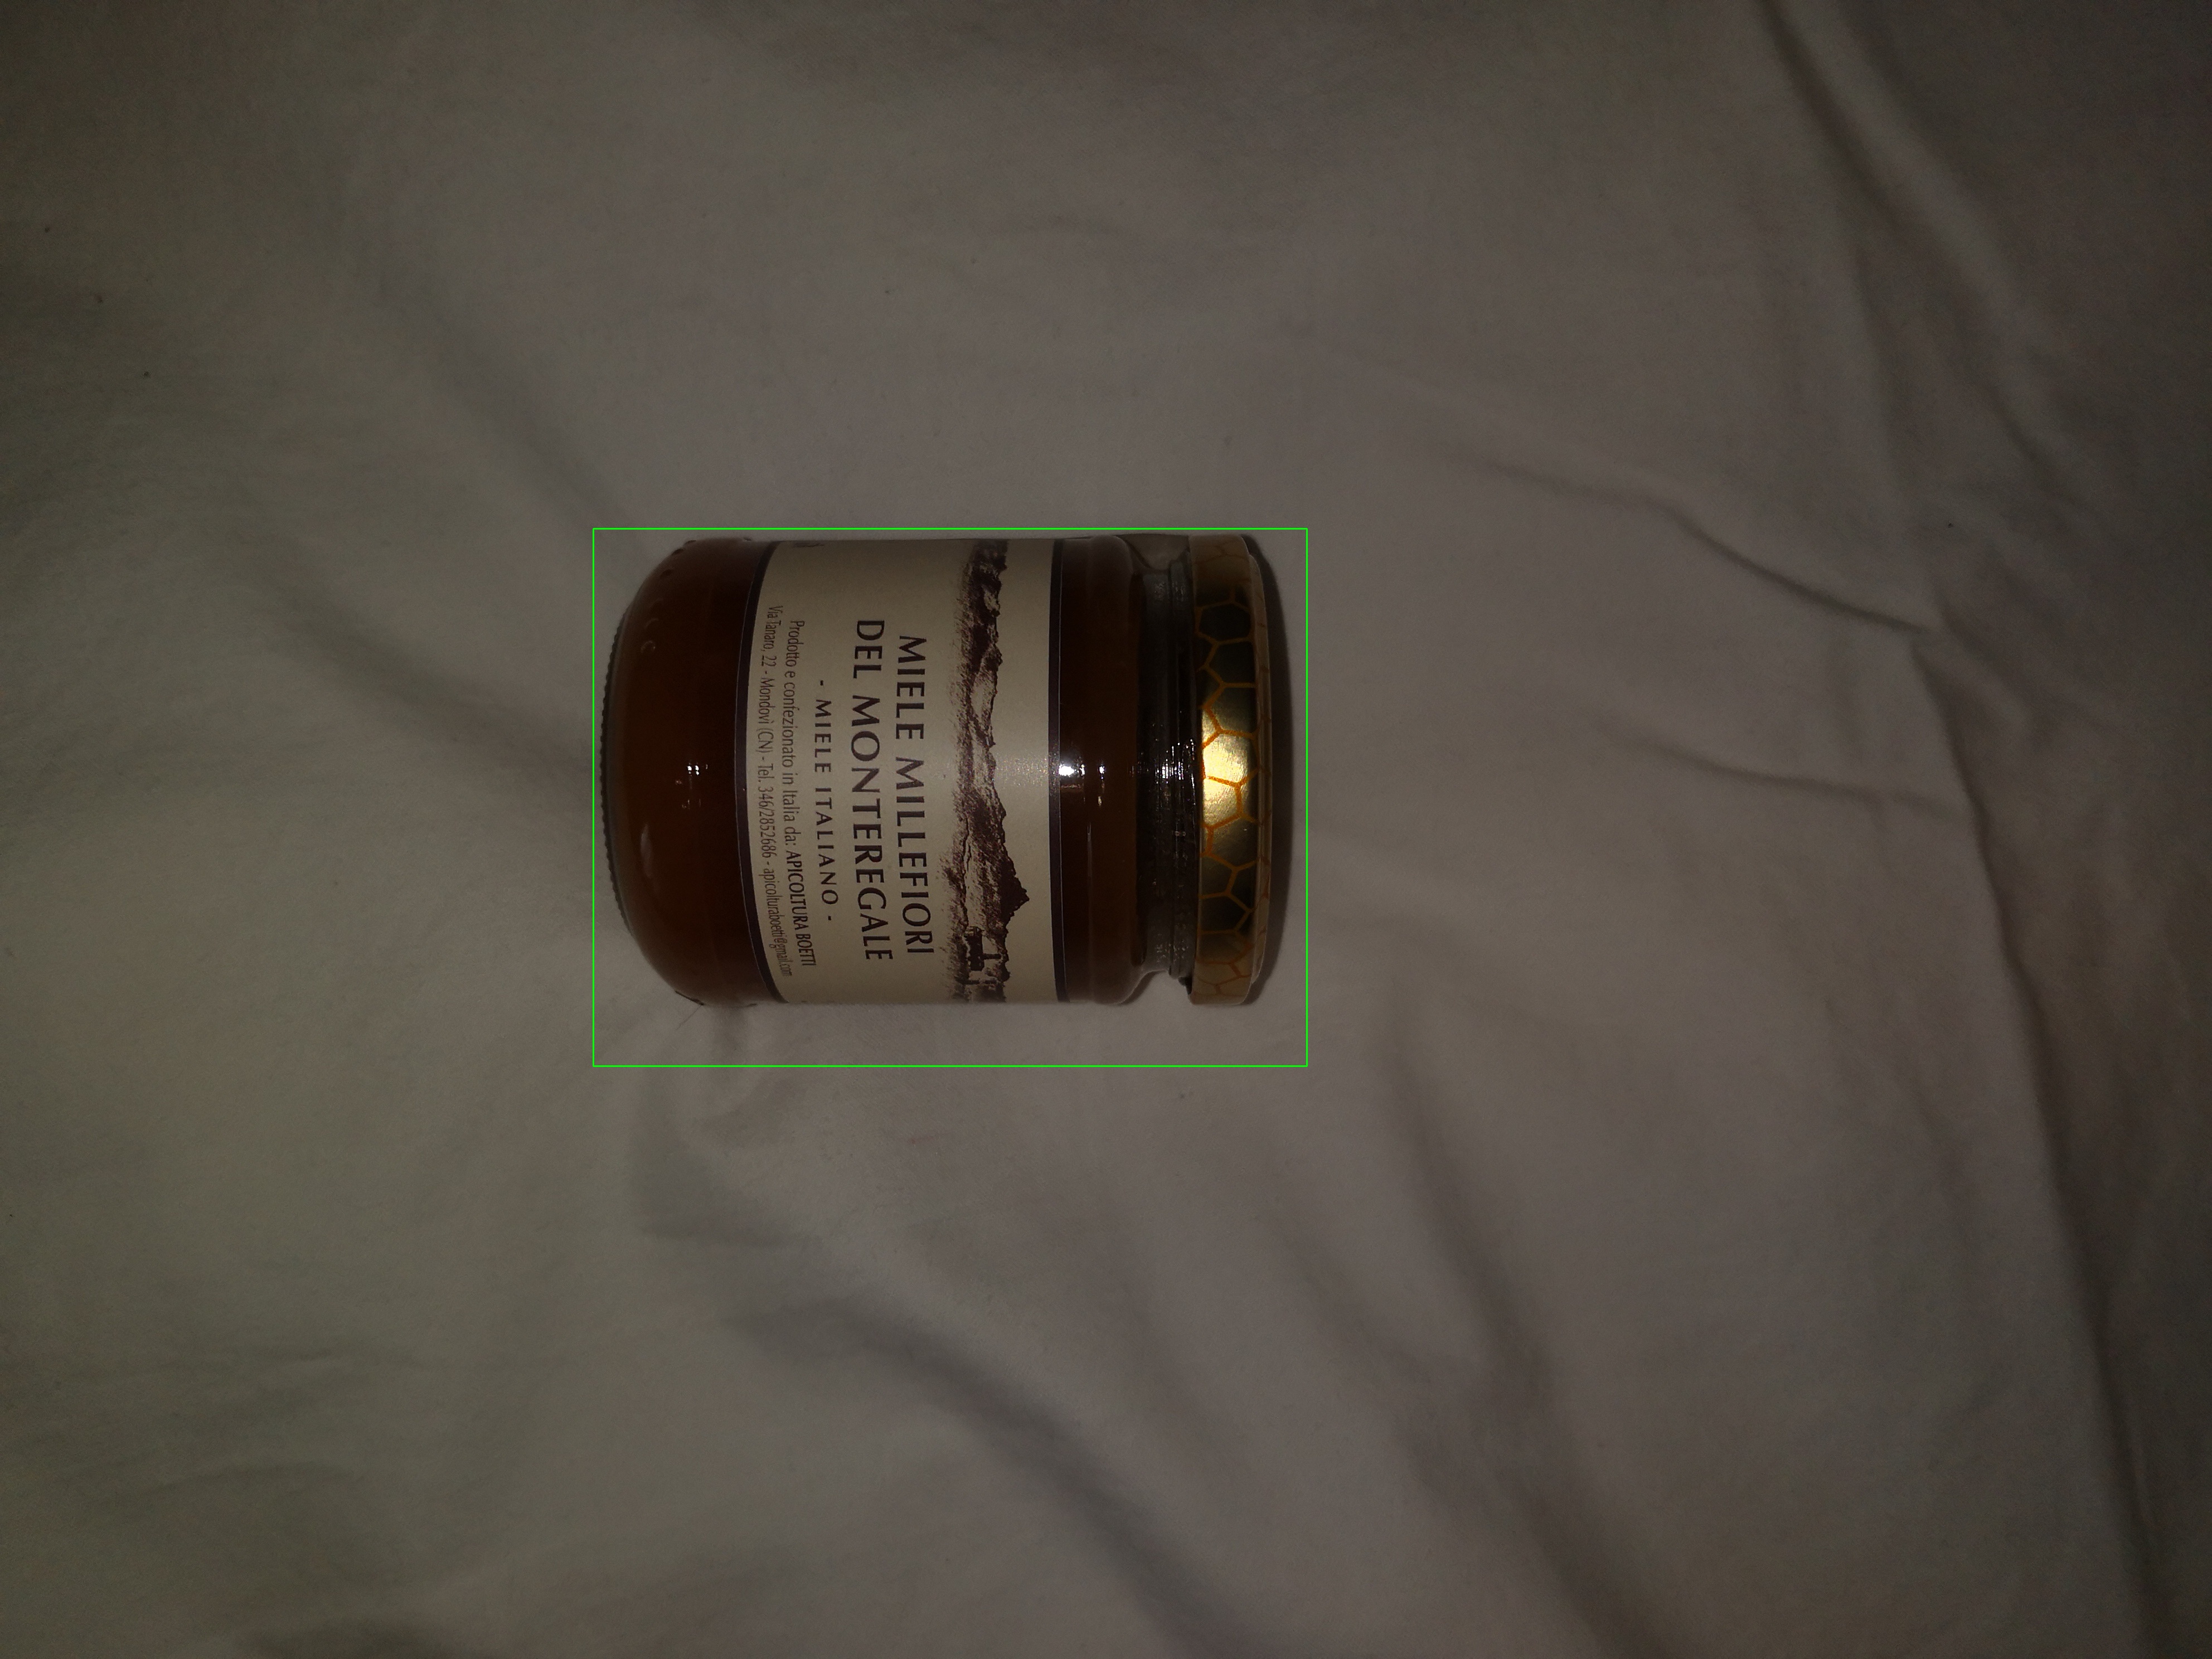 MIELE MILLEFIORI
DEL MONTEREGALE
- MIELE ITALIANO -
Prodotto e confezionato in Italia da: APICOLTURA BOETTI
Via Tanaro, 22 - Mondovì (CN) - Tel. 346/2852686 - apicolturaboetti@gmail.com